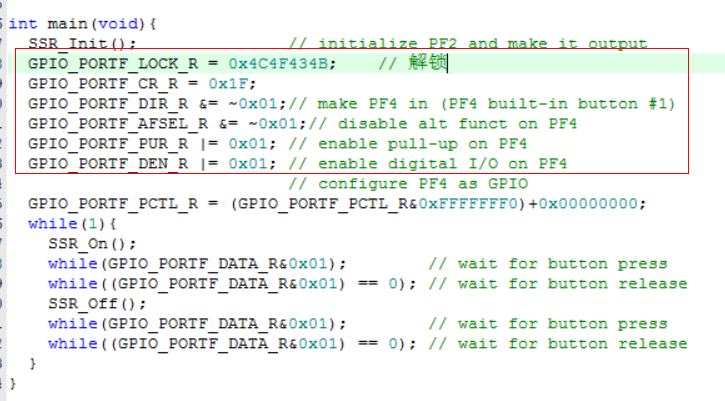 int main(void){
SSR_Init(); // initialize PF2 and make it output
GPIO_PORTF_LOCK_R = 0x4C4F434B; // 解锁
GPIO_PORTF_CR_R = 0x1F;
GPIO_PORTF_DIR_R &= ~0x01;// make PF4 in (PF4 built-in button #1)
GPIO_PORTF_AFSEL_R &= ~0x01;// disable alt funct on PF4
GPIO_PORTF_PUR_R |= 0x01; // enable pull-up on PF4
GPIO_PORTF_DEN_R |= 0x01; // enable digital I/O on PF4
// configure PF4 as GPIO
GPIO_PORTF_PCTL_R = (GPIO_PORTF_PCTL_R&0xFFFFFFF0)+0x00000000;
while(1){
SSR_On();
while(GPIO_PORTF_DATA_R&0x01); // wait for button press
while((GPIO_PORTF_DATA_R&0x01) == 0); // wait for button release
SSR_Off();
while(GPIO_PORTF_DATA_R&0x01); // wait for button press
while((GPIO_PORTF_DATA_R&0x01) == 0); // wait for button release
}
}